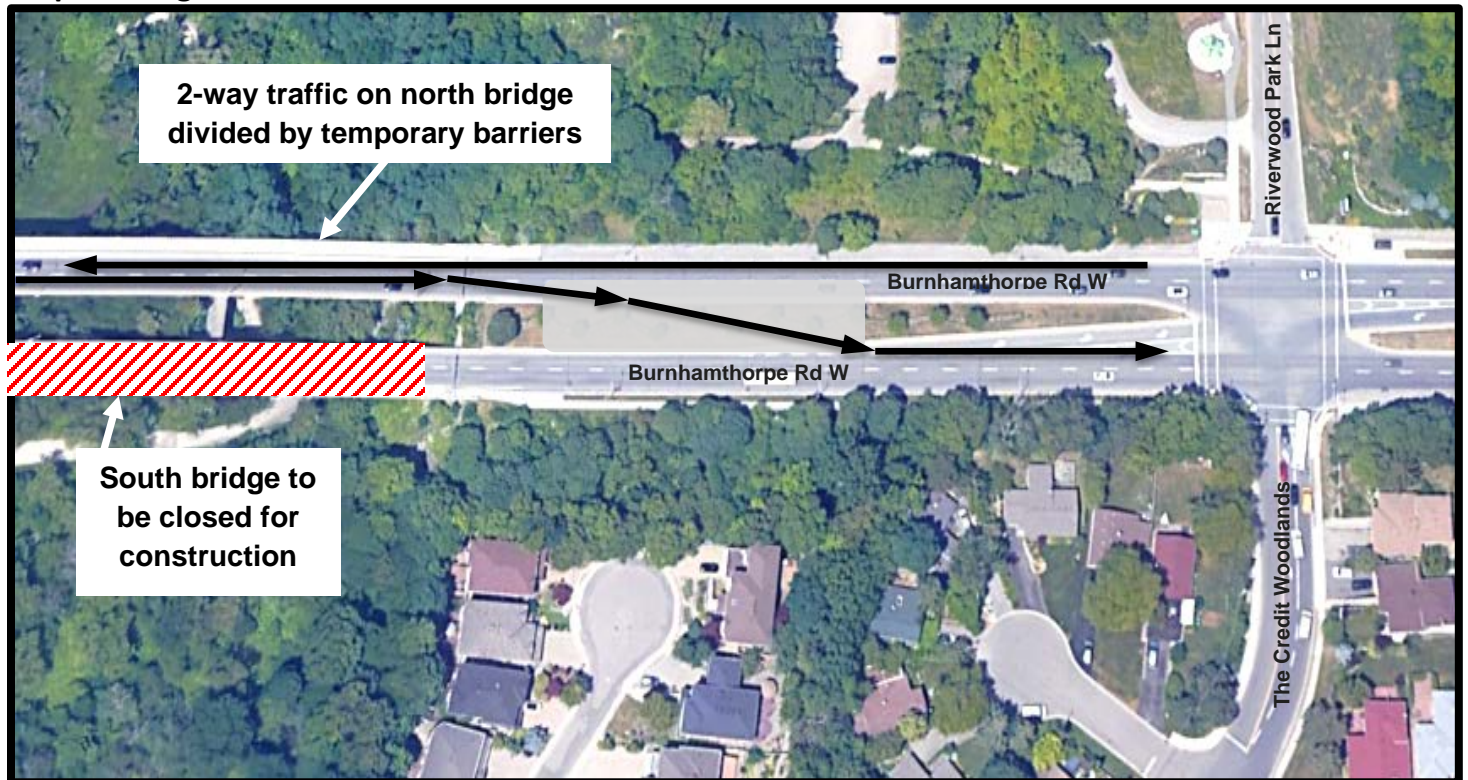 2-way traffic on north bridge
divided by temporary barriers
Riverwood Park Ln
Burnhamthorpe Rd W
Burnhamthorpe Rd W
South bridge to
be closed for
construction
The Credit Woodlands